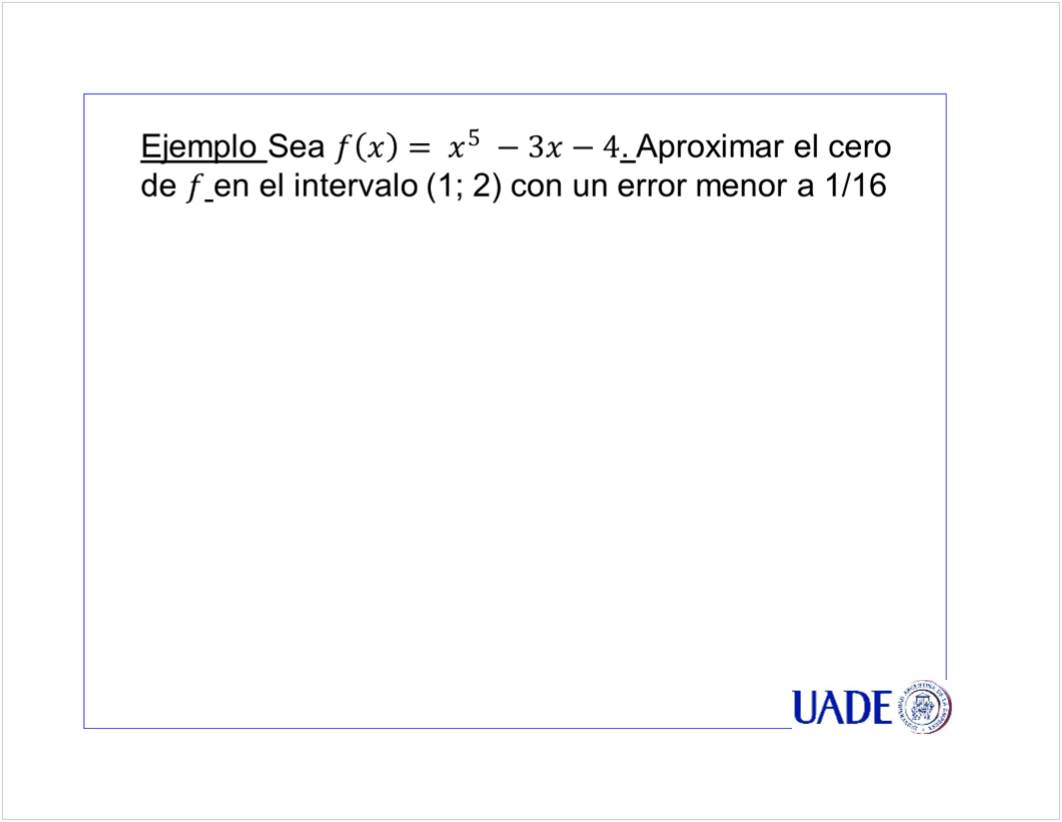 Ejemplo Sea 𝑓(𝑥) = 𝑥⁵ − 3𝑥 − 4. Aproximar el cero
de 𝑓 en el intervalo (1; 2) con un error menor a 1/16
UADE